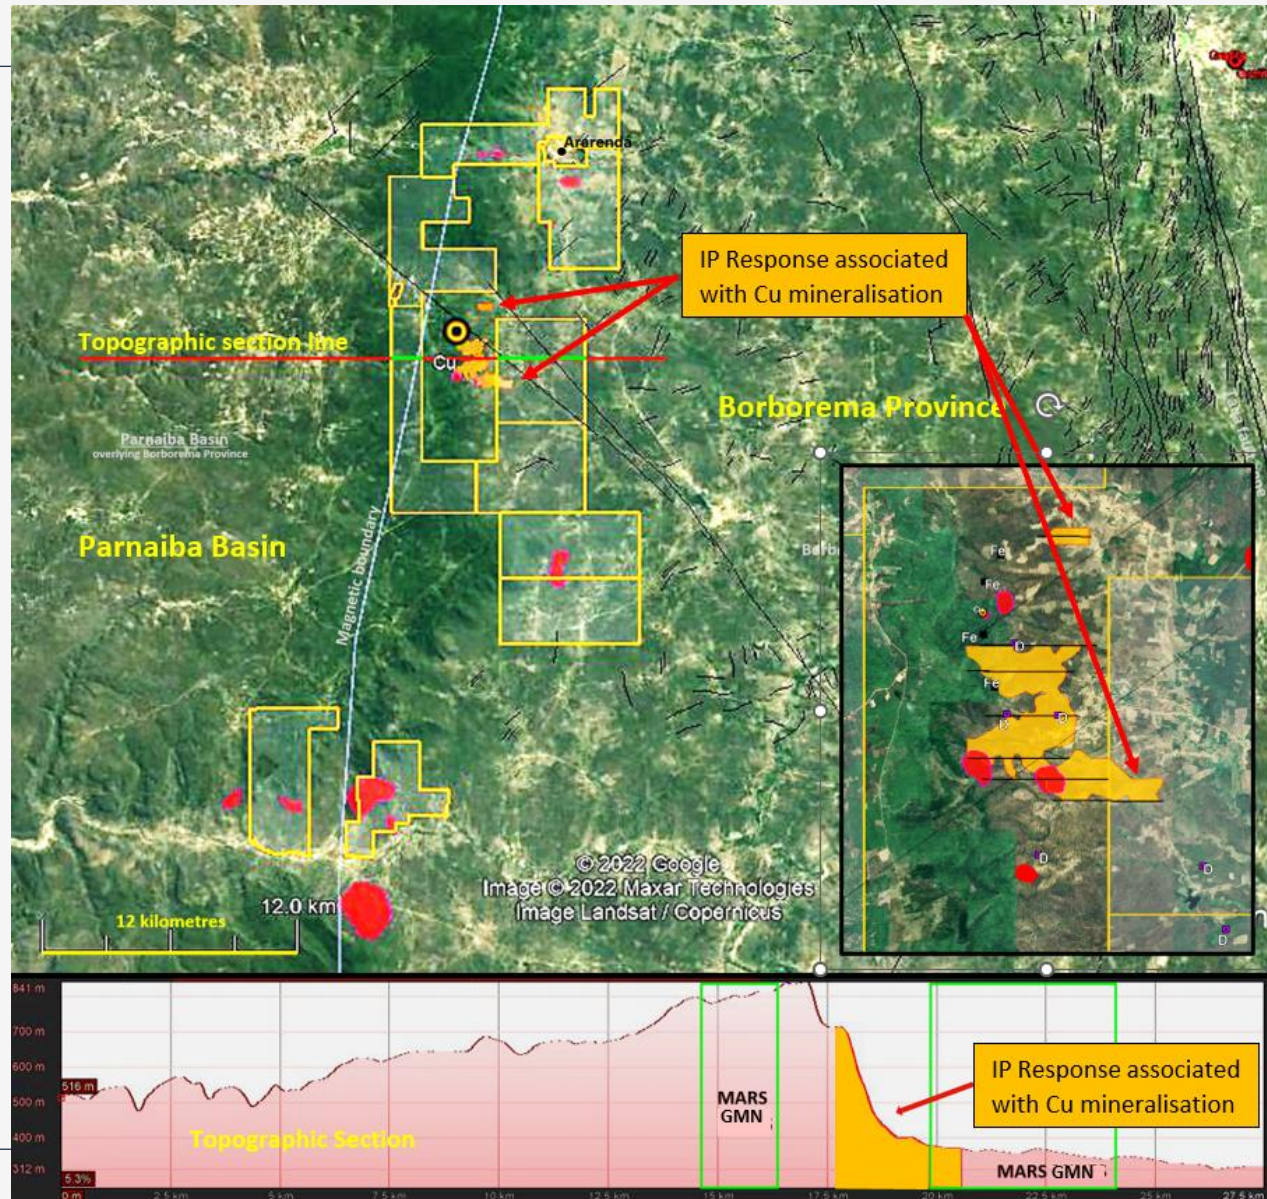 Ararenda
IP Response associated
with Cu mineralisation
Topographic section line
Cu
Borborema Province
Parnaiba Basin
overlying Borborema Province
Parnaiba Basin
Magnetic boundary
Fe
Fe
Fe
D
Fe
D
D
D
D
D
© 2022 Google
Image © 2022 Maxar Technologies
Image Landsat / Copernicus
12.0 km
12 kilometres
841 m
700 m
600 m
516 m
500 m
400 m
312 m
5.3%
MARS
GMN
IP Response associated
with Cu mineralisation
Topographic Section
MARS GMN
0 m
2.5 km
5 km
7.5 km
10 km
12.5 km
15 km
17.5 km
20 km
22.5 km
25 km
27.5 km